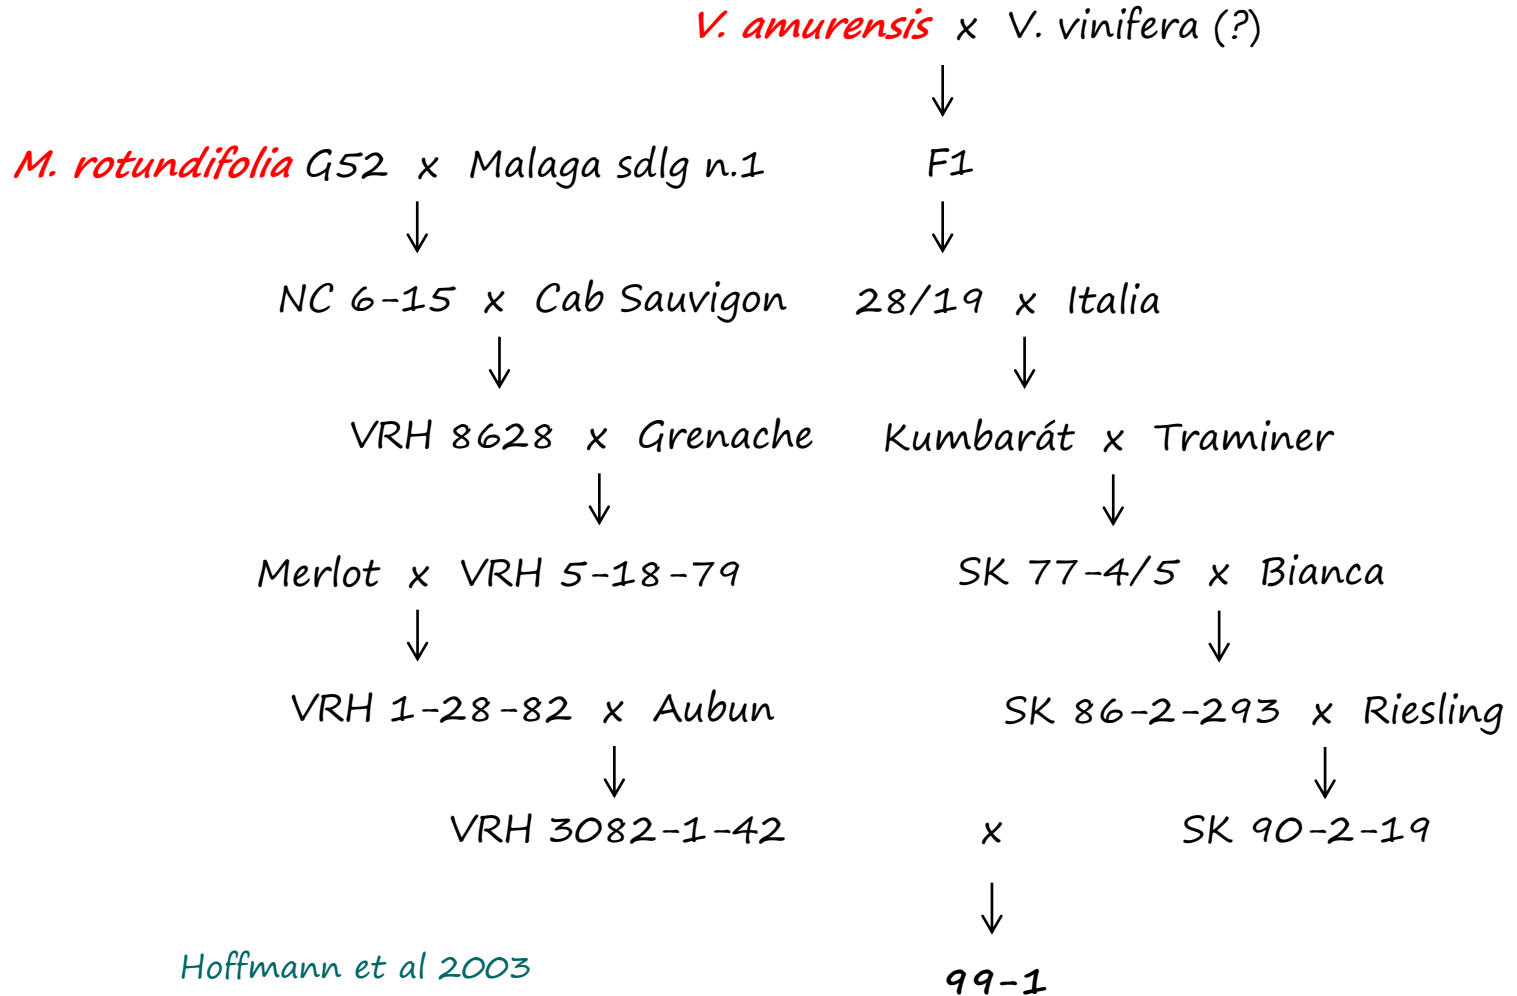 V. amurensis x V. vinifera (?)
M. rotundifolia G52 x Malaga sdlg n.1 F1
NC 6-15 x Cab Sauvigon 28/19 x Italia
VRH 8628 x Grenache Kumbarát x Traminer
Merlot x VRH 5-18-79 SK 77-4/5 x Bianca
VRH 1-28-82 x Aubun SK 86-2-293 x Riesling
VRH 3082-1-42 x SK 90-2-19
Hoffmann et al 2003
99-1